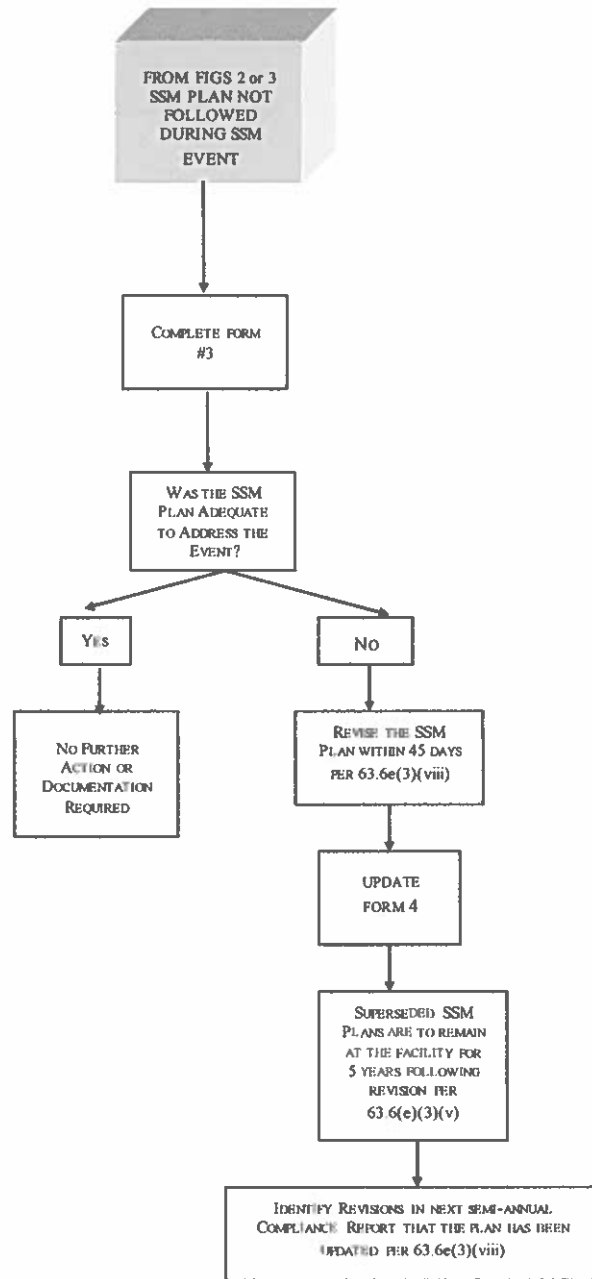 FROM FIGS 2 or 3
SSM PLAN NOT
FOLLOWED
DURING SSM
EVENT
COMPLETE FORM
#3
WAS THE SSM
PLAN ADEQUATE
TO ADDRESS THE
EVENT?
YES
NO
NO FURTHER
ACTION OR
DOCUMENTATION
REQUIRED
REVISE THE SSM
PLAN WITHIN 45 DAYS
PER 63.6e(3)(viii)
UPDATE
FORM 4
SUPERSEDED SSM
PLANS ARE TO REMAIN
AT THE FACILITY FOR
5 YEARS FOLLOWING
REVISION PER
63.6(e)(3)(v)
IDENTIFY REVISIONS IN NEXT SEMI-ANNUAL
COMPLIANCE REPORT THAT THE PLAN HAS BEEN
UPDATED PER 63.6e(3)(viii)